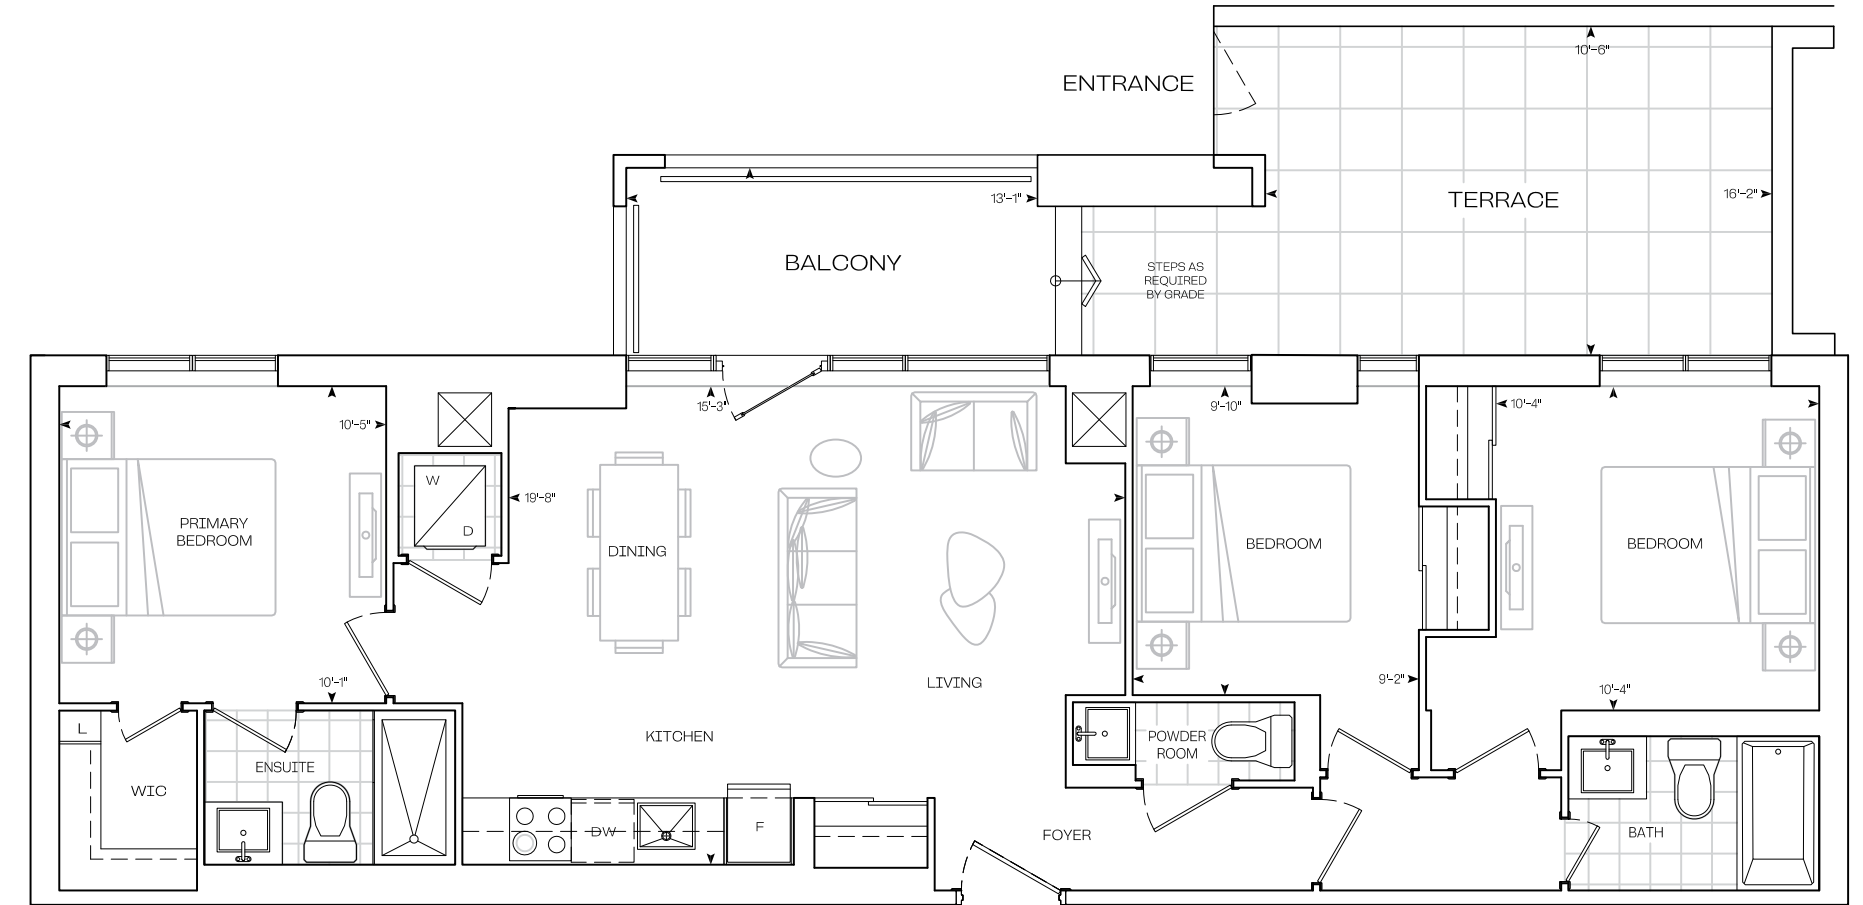 10'-6"
ENTRANCE
TERRACE
16'-2"
13'-1"
BALCONY
STEPS AS
REQUIRED
BY GRADE
15'-3"
9'-10"
10'-4"
10'-5"
W
D
19'-8"
PRIMARY
BEDROOM
DINING
BEDROOM
BEDROOM
10'-1"
LIVING
9'-2"
10'-4"
L
KITCHEN
POWDER
ROOM
ENSUITE
WIC
DW
F
FOYER
BATH